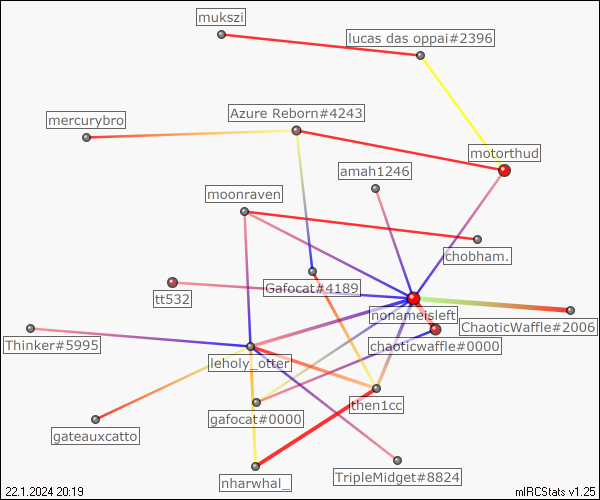 mukszi
lucas das oppai#2396
Azure Reborn#4243
mercurybro
motorthud
amah1246
moonraven
chobham.
Gafocat#4189
tt532
nonameisleft
ChaoticWaffle#2006
Thinker#5995
chaoticwaffle#0000
leholy_otter
then1cc
gafocat#0000
gateauxcatto
TripleMidget#8824
nharwhal_
22.1.2024 20:19
mIRCStats v1.25